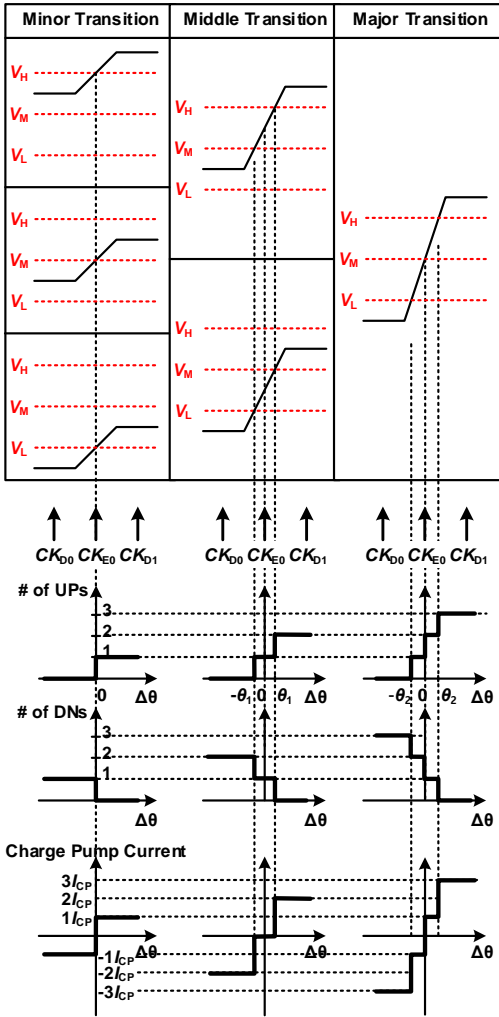 Minor Transition Middle Transition Major Transition
VH
VM
VL
VH
VM
VL
VH
VM
VL
VH
VM
VL
VH
VM
VL
VH
VM
VL
CKD0 CKE0 CKD1 CKD0 CKE0 CKD1 CKD0 CKE0 CKD1
# of UPs
3
2
1
0 Δθ -θ1 0 θ1 Δθ -θ2 0 θ2 Δθ
# of DNs
3
2
1
Δθ Δθ Δθ
Charge Pump Current
3ICP
2ICP
1ICP
Δθ Δθ Δθ
-1ICP
-2ICP
-3ICP